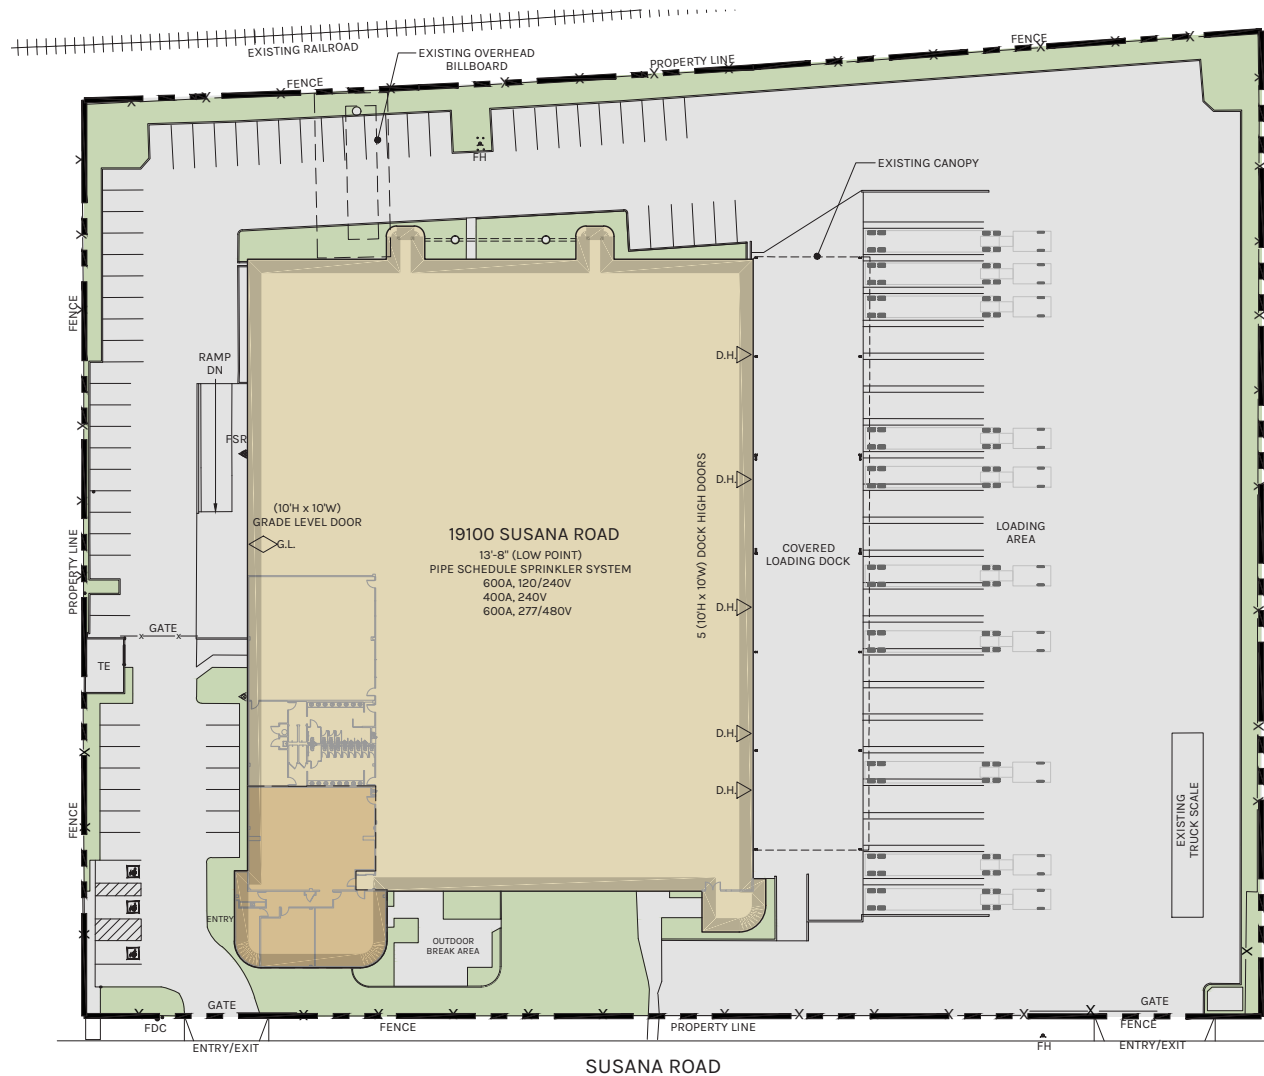 EXISTING RAILROAD
EXISTING OVERHEAD
BILLBOARD
FENCE
PROPERTY LINE
FENCE
FH
EXISTING CANOPY
FENCE
RAMP
DN
D.H.
FSR
(10'H x 10'W)
GRADE LEVEL DOOR
G.L.
D.H.
5 (10'H x 10'W) DOCK HIGH DOORS
19100 SUSANA ROAD
13'-8" (LOW POINT)
PIPE SCHEDULE SPRINKLER SYSTEM
600A, 120/240V
400A, 240V
600A, 277/480V
COVERED
LOADING DOCK
LOADING
AREA
PROPERTY LINE
D.H.
GATE
TE
D.H.
D.H.
FENCE
EXISTING
TRUCK SCALE
ENTRY
OUTDOOR
BREAK AREA
GATE
GATE
FDC
FENCE
PROPERTY LINE
FENCE
ENTRY/EXIT
FH
ENTRY/EXIT
SUSANA ROAD